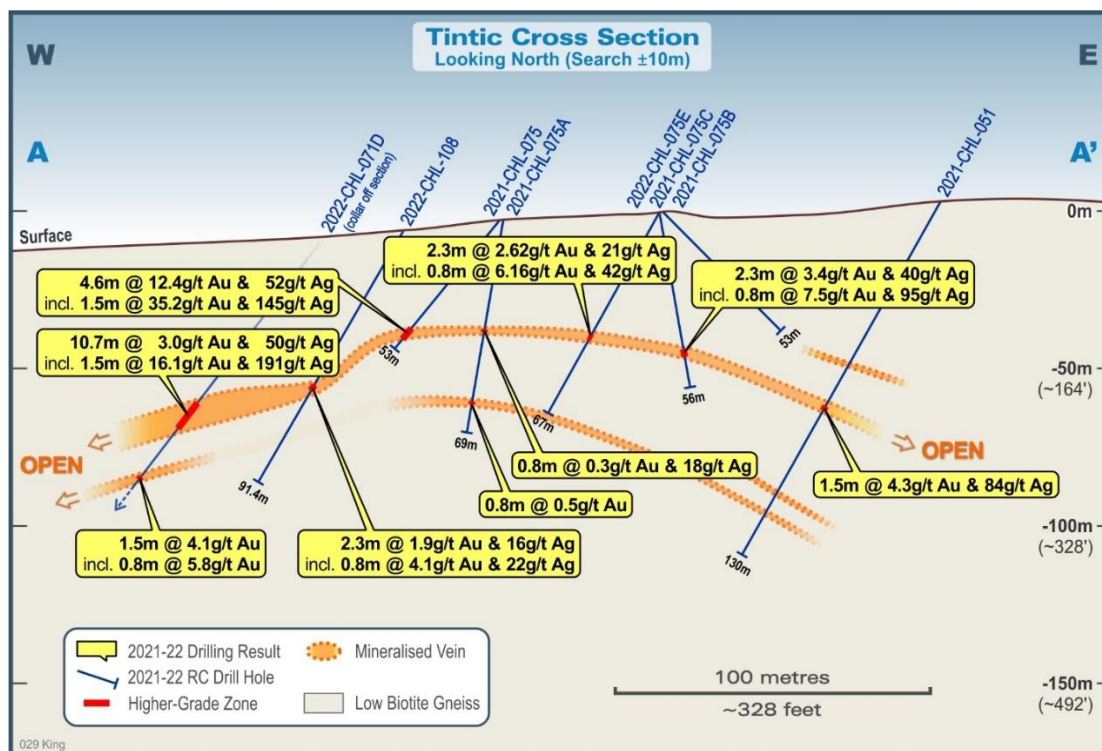 Tintic Cross Section
Looking North (Search ±10m)
W
E
A
A'
2022-CHL-071D
(collar off section)
2022-CHL-108
2021-CHL-075
2021-CHL-075A
2022-CHL-075E
2021-CHL-075C
2021-CHL-075B
2021-CHL-051
Surface
0m
-50m
(~164')
-100m
(~328')
-150m
(~492')
4.6m @ 12.4g/t Au & 52g/t Ag
incl. 1.5m @ 35.2g/t Au & 145g/t Ag
10.7m @ 3.0g/t Au & 50g/t Ag
incl. 1.5m @ 16.1g/t Au & 191g/t Ag
2.3m @ 2.62g/t Au & 21g/t Ag
incl. 0.8m @ 6.16g/t Au & 42g/t Ag
2.3m @ 3.4g/t Au & 40g/t Ag
incl. 0.8m @ 7.5g/t Au & 95g/t Ag
53m
53m
56m
67m
69m
91.4m
130m
OPEN
OPEN
0.8m @ 0.3g/t Au & 18g/t Ag
0.8m @ 0.5g/t Au
1.5m @ 4.3g/t Au & 84g/t Ag
1.5m @ 4.1g/t Au
incl. 0.8m @ 5.8g/t Au
2.3m @ 1.9g/t Au & 16g/t Ag
incl. 0.8m @ 4.1g/t Au & 22g/t Ag
2021-22 Drilling Result
2021-22 RC Drill Hole
Higher-Grade Zone
Mineralised Vein
Low Biotite Gneiss
100 metres
~328 feet
029 King